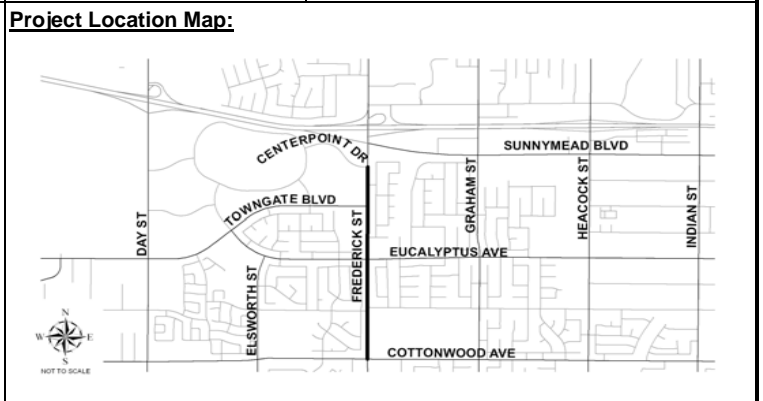 Project Location Map:
CENTERPOINT DR
SUNNYMEAD BLVD
TOWNGATE BLVD
DAY ST
FREDERICK ST
GRAHAM ST
HEACOCK ST
INDIAN ST
EUCALYPTUS AVE
ELSWORTH ST
COTTONWOOD AVE
N
W E
S
NOT TO SCALE